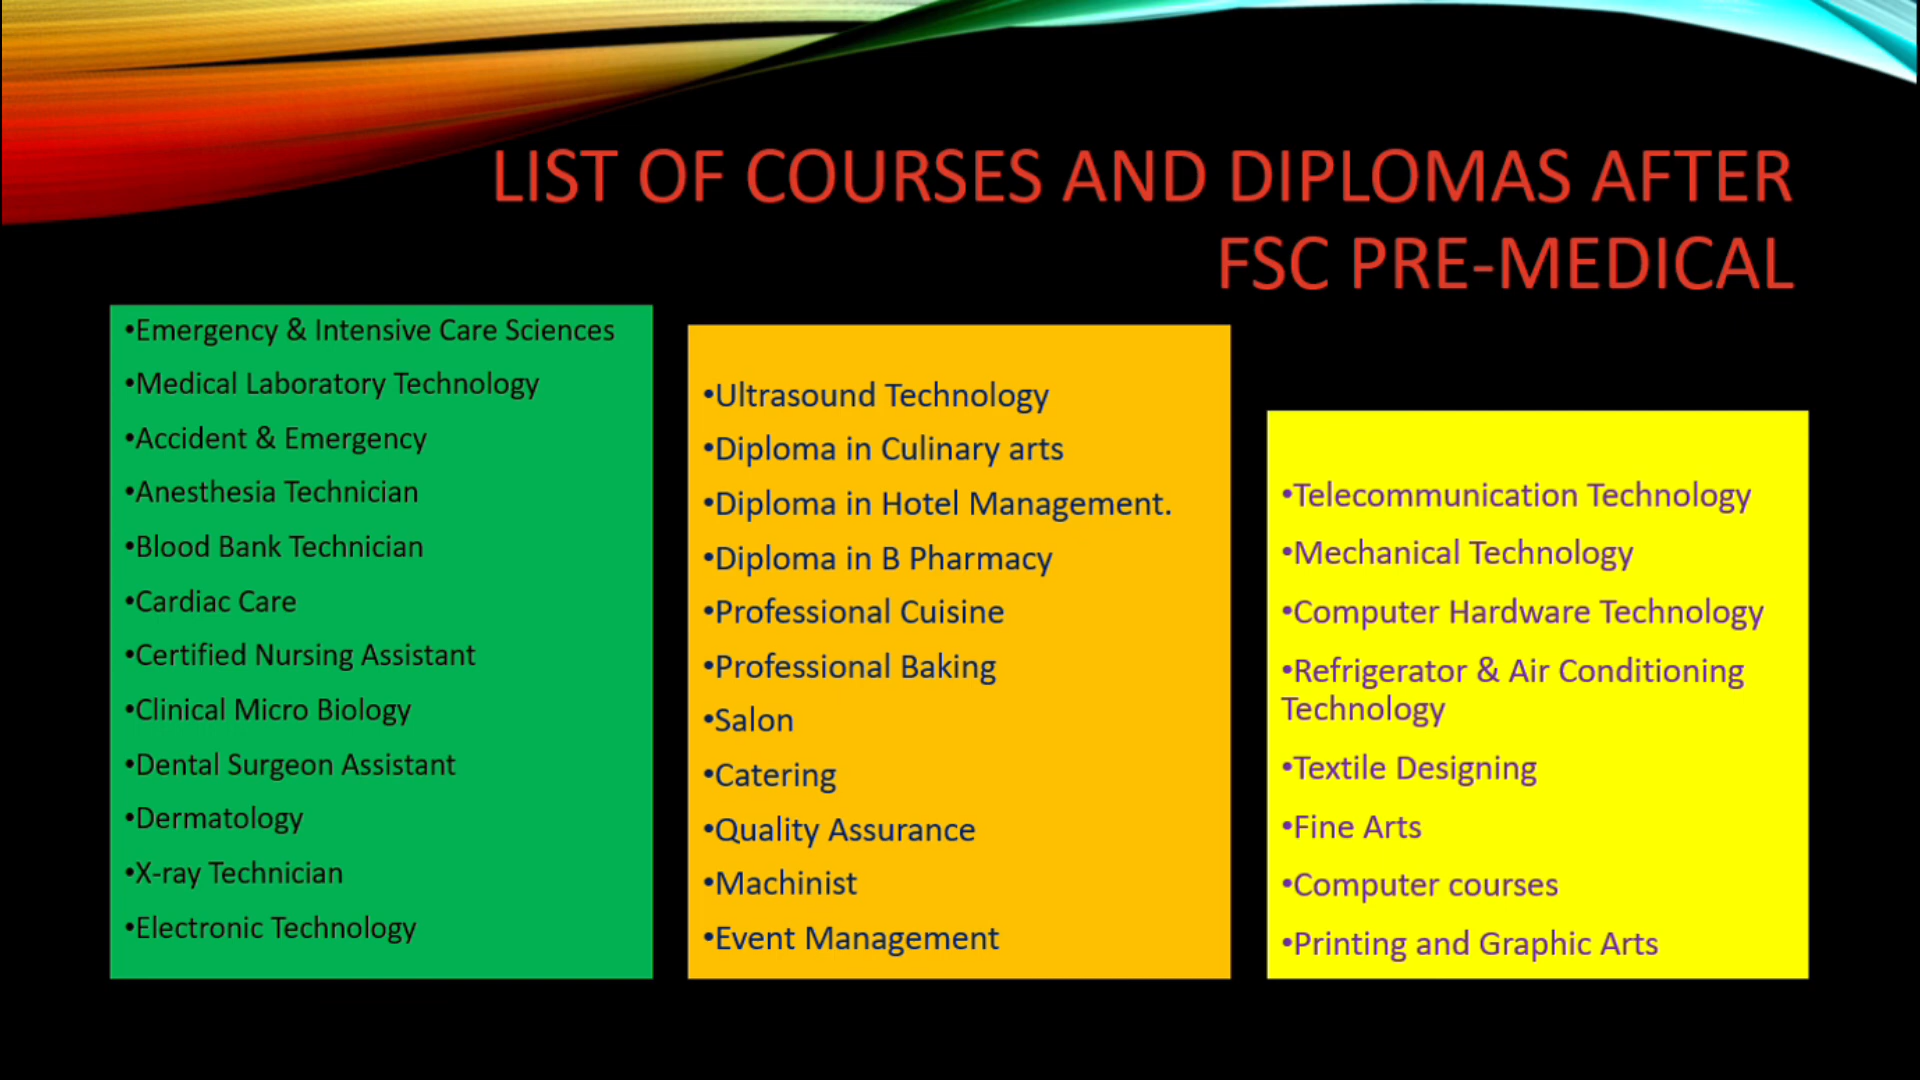 LIST OF COURSES AND DIPLOMAS AFTER
FSC PRE-MEDICAL
•Emergency & Intensive Care Sciences
•Medical Laboratory Technology
•Accident & Emergency
•Anesthesia Technician
•Blood Bank Technician
•Cardiac Care
•Certified Nursing Assistant
•Clinical Micro Biology
•Dental Surgeon Assistant
•Dermatology
•X-ray Technician
•Electronic Technology
•Ultrasound Technology
•Diploma in Culinary arts
•Diploma in Hotel Management.
•Diploma in B Pharmacy
•Professional Cuisine
•Professional Baking
•Salon
•Catering
•Quality Assurance
•Machinist
•Event Management
•Telecommunication Technology
•Mechanical Technology
•Computer Hardware Technology
•Refrigerator & Air Conditioning
Technology
•Textile Designing
•Fine Arts
•Computer courses
•Printing and Graphic Arts